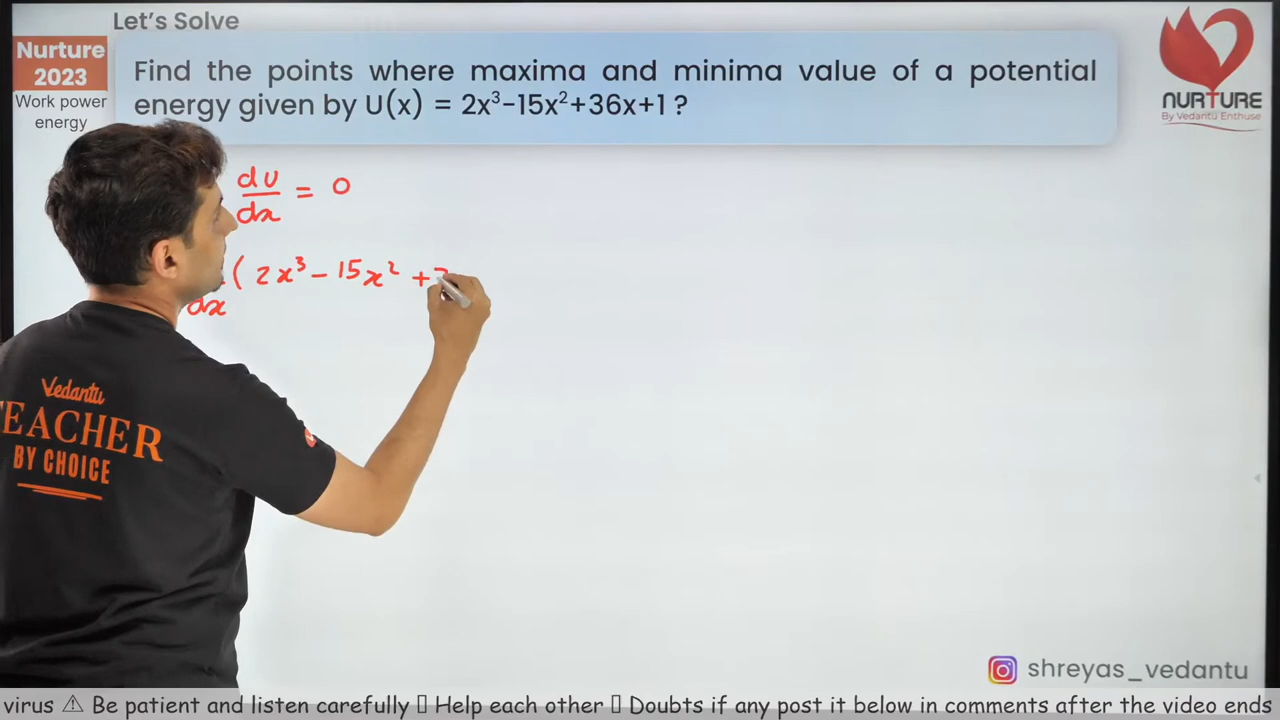 Let's Solve
Nurture
2023
Work power
energy
Find the points where maxima and minima value of a potential
energy given by U(x) = 2x³-15x²+36x+1 ?
NURTURE
By Vedantu Enthuse
dU
dx
= 0
dx
( 2x³ - 15x² +
Vedantu
TEACHER
BY CHOICE
shreyas_vedantu
virus ⚠ Be patient and listen carefully ▯ Help each other ▯ Doubts if any post it below in comments after the video ends